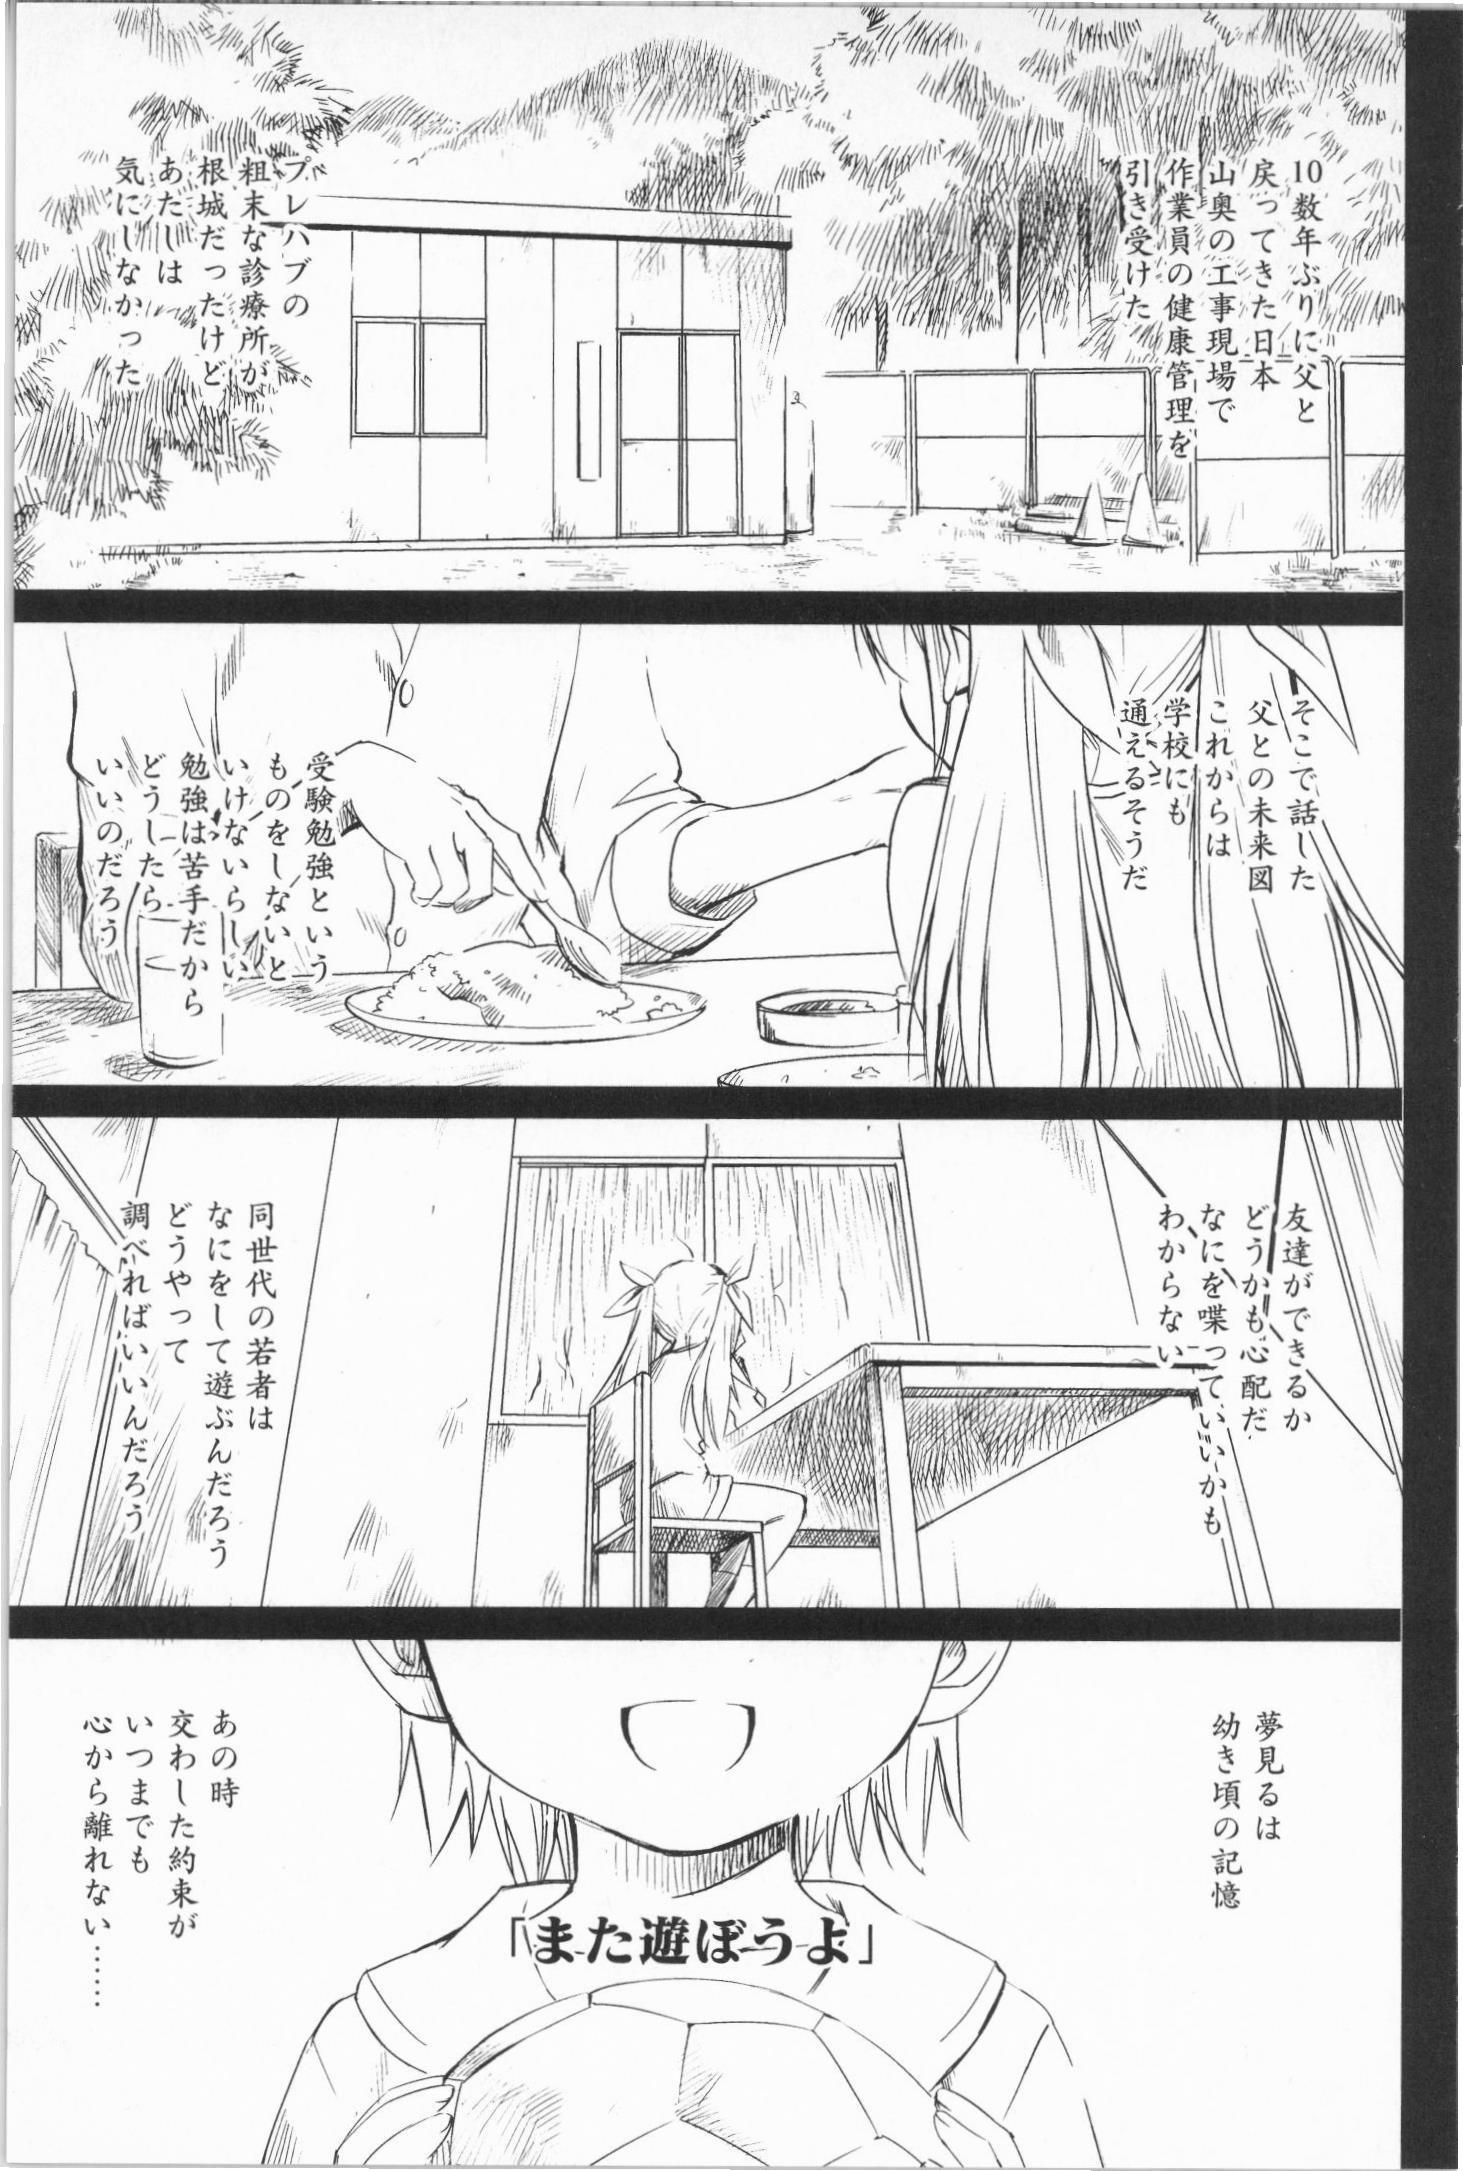 10数年ぶりに父と
戻ってきた日本
山奥の工事現場で
作業員の健康管理を
引き受けた
プレハブの
粗末な診療所が
根城だったけど
あたしは
気にしなかった
そこで話した
父との未来図
これからは
学校にも
通えるそうだ
受験勉強という
ものをしないと
いけないらしい
勉強は苦手だから
どうしたら
いいのだろう
友達ができるか
どうかも心配だ
なにを喋っていいかも
わからない
同世代の若者は
なにをして遊ぶんだろう
どうやって
調べればいいんだろう
夢見るは
幼き頃の記憶
「また遊ぼうよ」
あの時
交わした約束が
いつまでも
心から離れない……